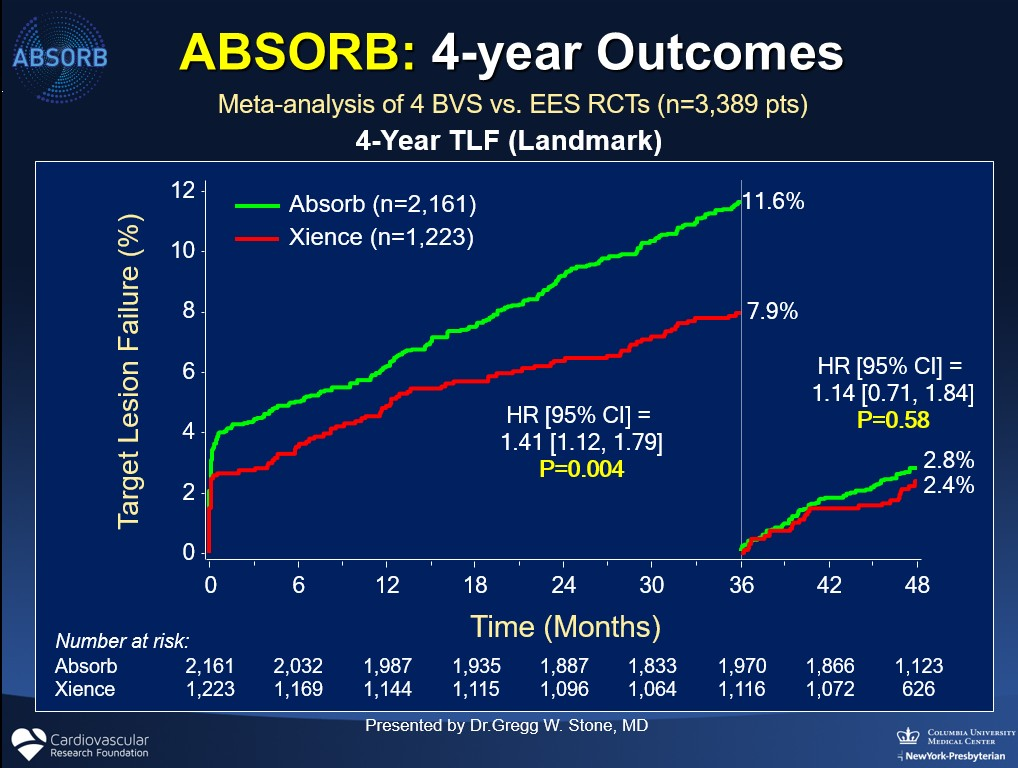 ABSORB
ABSORB: 4-year Outcomes
Meta-analysis of 4 BVS vs. EES RCTs (n=3,389 pts)
4-Year TLF (Landmark)
Target Lesion Failure (%)
12
10
8
6
4
2
0
Absorb (n=2,161)
Xience (n=1,223)
11.6%
7.9%
HR [95% CI] =
1.41 [1.12, 1.79]
P=0.004
HR [95% CI] =
1.14 [0.71, 1.84]
P=0.58
2.8%
2.4%
0 6 12 18 24 30 36 42 48
Time (Months)
Number at risk:
Absorb 2,161 2,032 1,987 1,935 1,887 1,833 1,970 1,866 1,123
Xience 1,223 1,169 1,144 1,115 1,096 1,064 1,116 1,072 626
Presented by Dr.Gregg W. Stone, MD
Cardiovascular
Research Foundation
COLUMBIA UNIVERSITY
MEDICAL CENTER
NewYork-Presbyterian